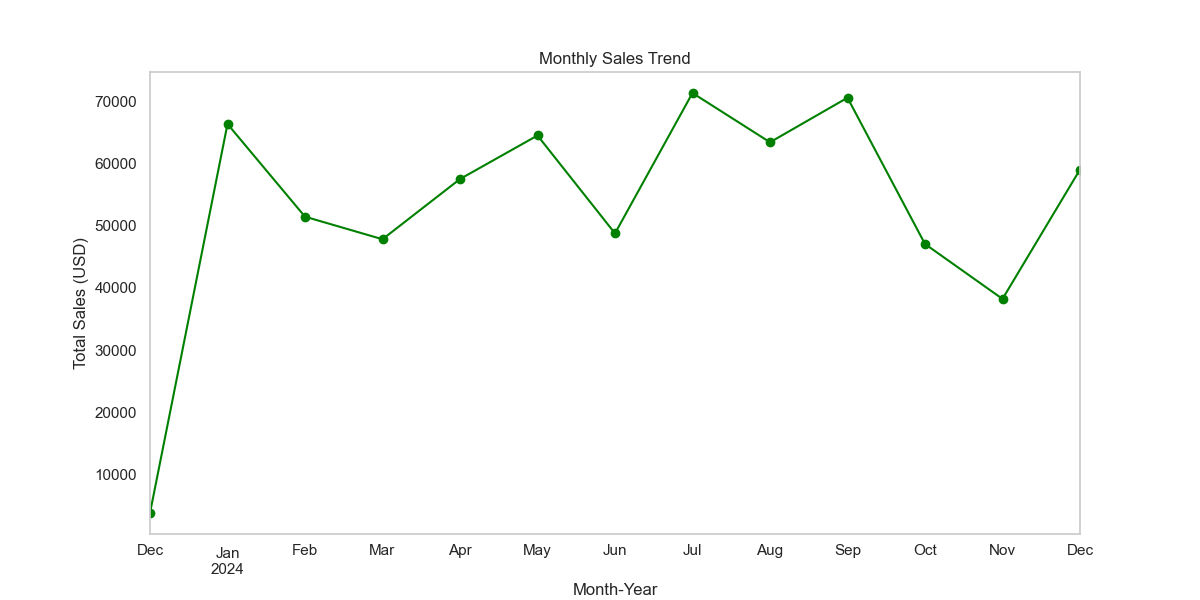 Monthly Sales Trend
Total Sales (USD)
70000
60000
50000
40000
30000
20000
10000
Dec
Jan
2024
Feb
Mar
Apr
May
Jun
Jul
Aug
Sep
Oct
Nov
Dec
Month-Year